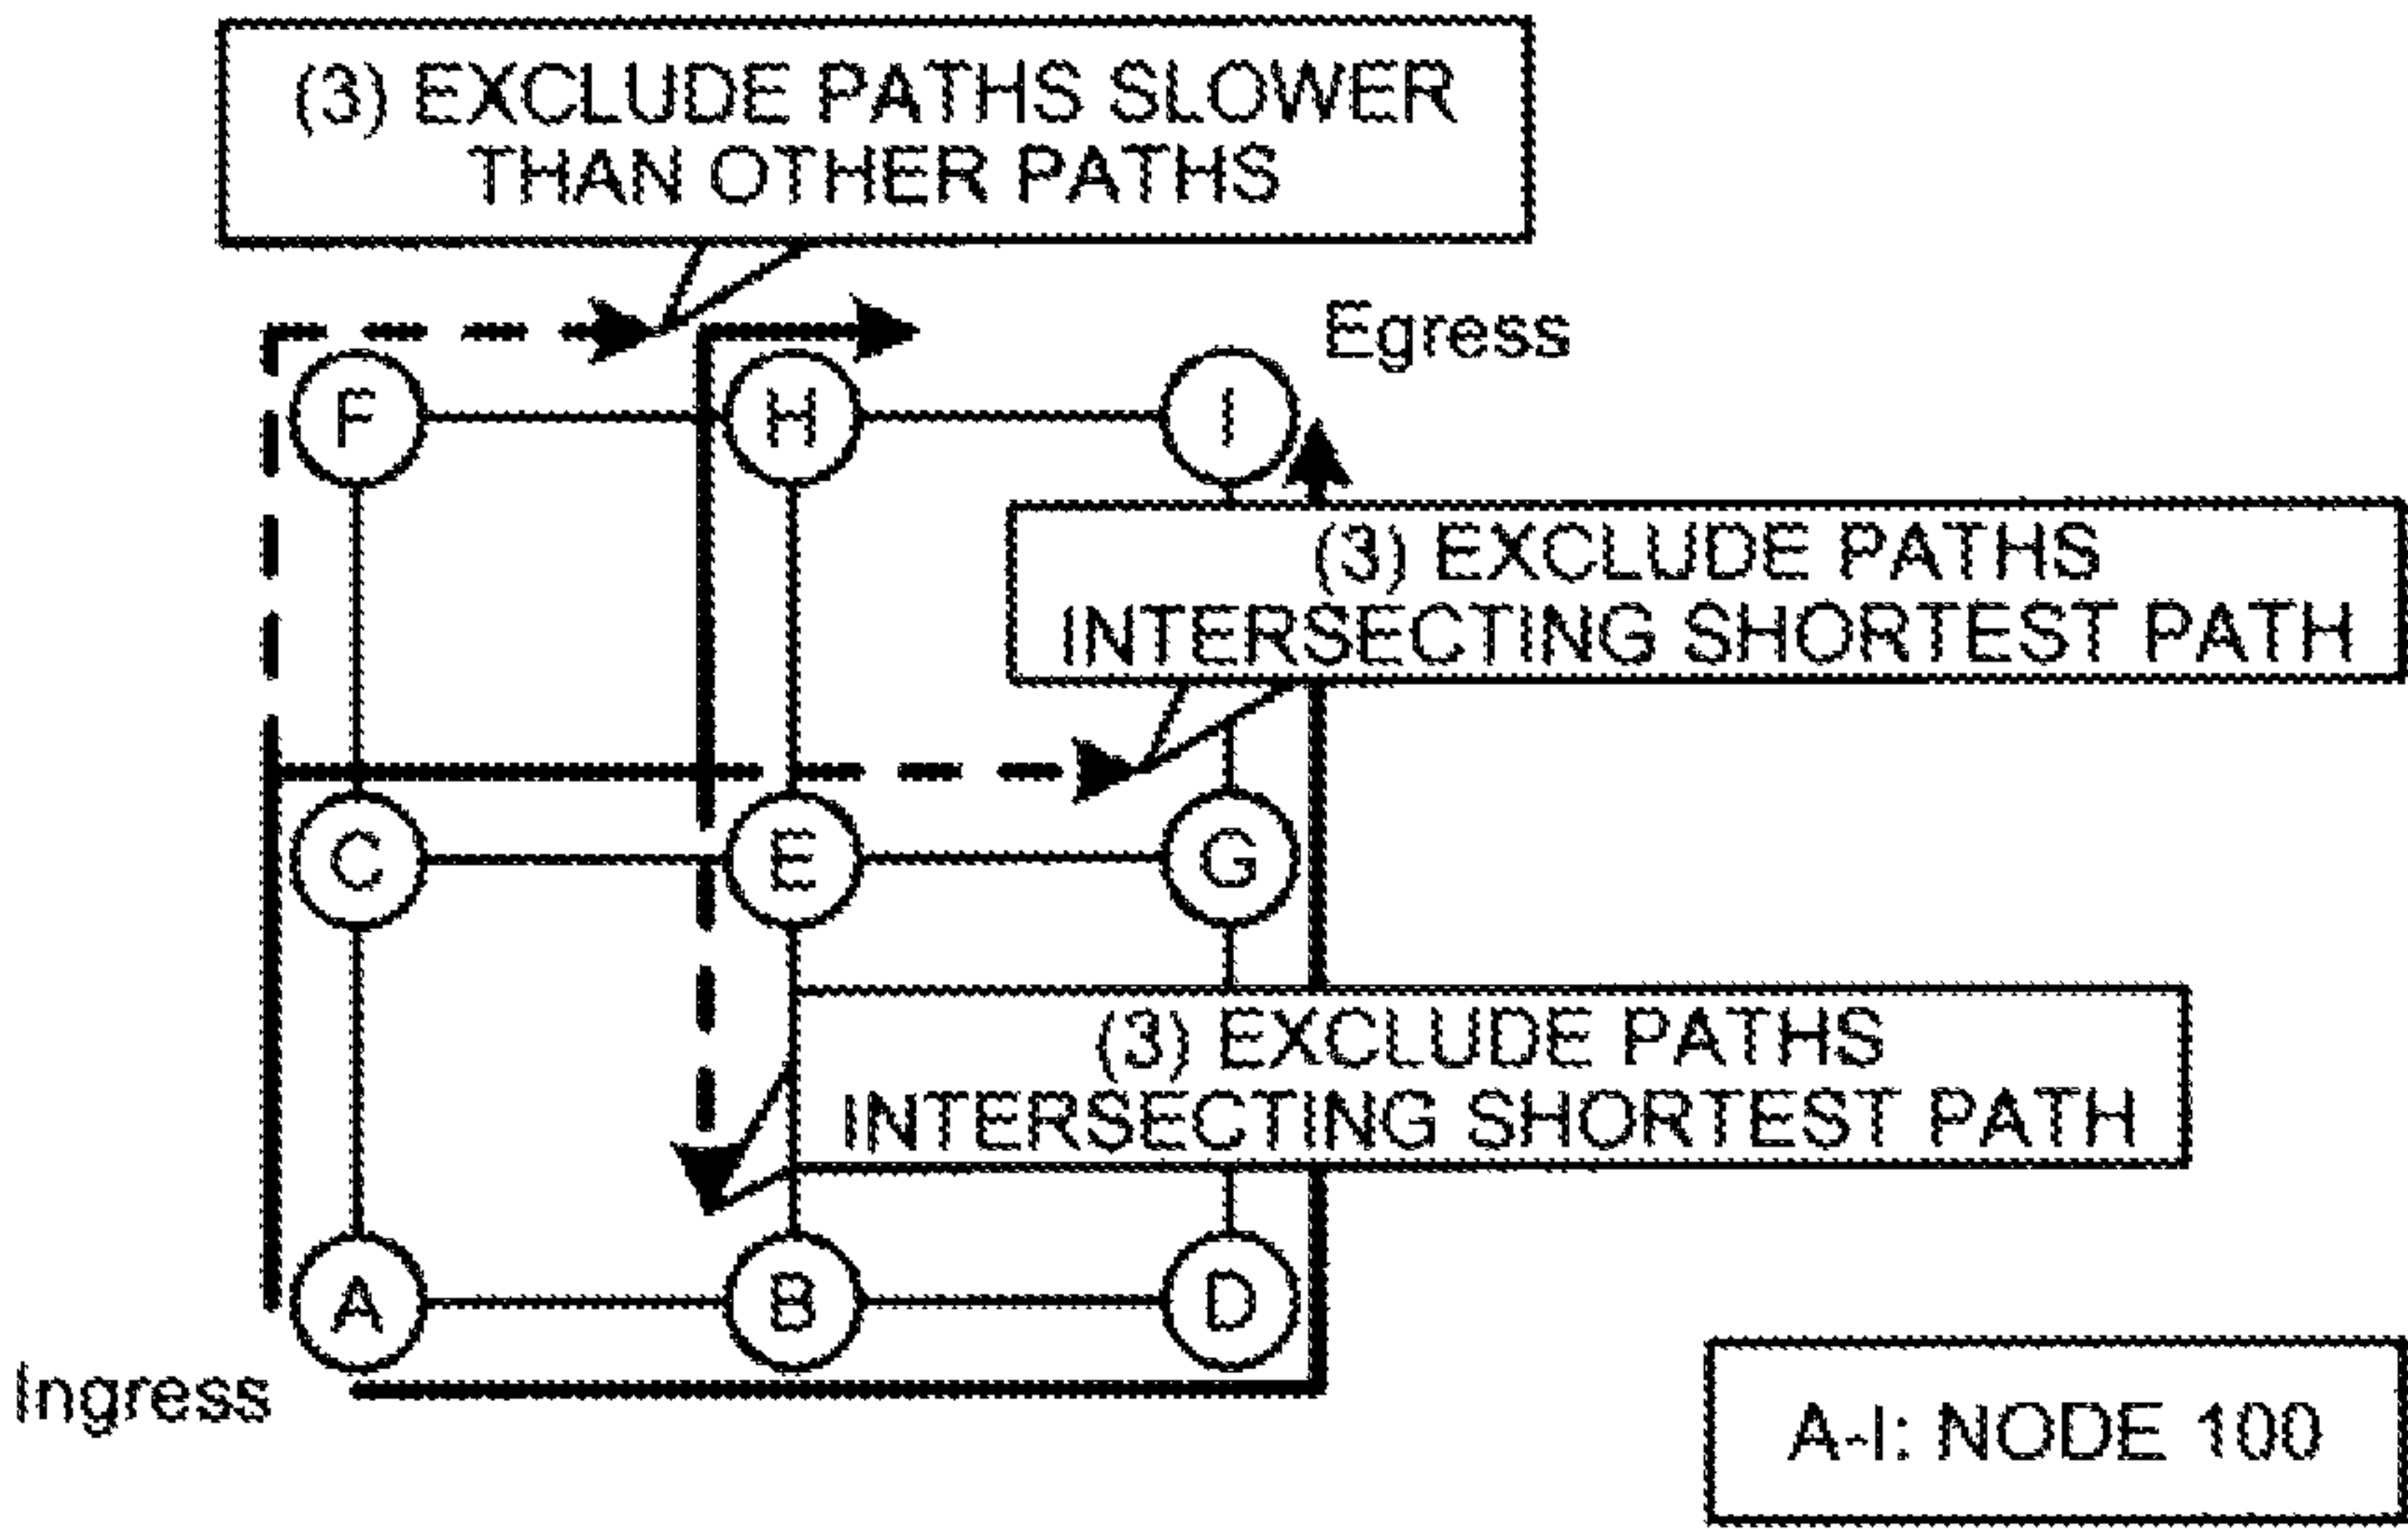 (3) EXCLUDE PATHS SLOWER
THAN OTHER PATHS
Egress
F
H
I
(3) EXCLUDE PATHS
INTERSECTING SHORTEST PATH
C
E
G
(3) EXCLUDE PATHS
INTERSECTING SHORTEST PATH
A
B
D
Ingress
A-I: NODE 100